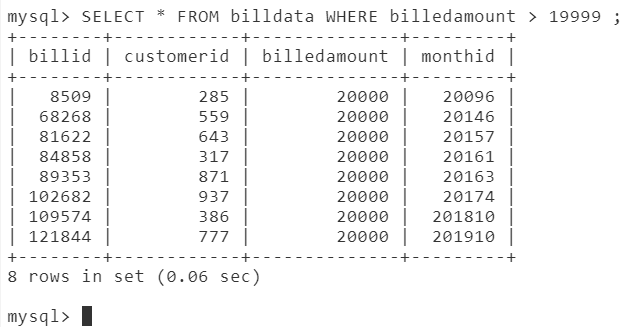 mysql> SELECT * FROM billdata WHERE billedamount > 19999 ;
+--------+------------+--------------+---------+
| billid | customerid | billedamount | monthid |
+--------+------------+--------------+---------+
|   8509 |        285 |        20000 |   20096 |
|  68268 |        559 |        20000 |   20146 |
|  81622 |        643 |        20000 |   20157 |
|  84858 |        317 |        20000 |   20161 |
|  89353 |        871 |        20000 |   20163 |
| 102682 |        937 |        20000 |   20174 |
| 109574 |        386 |        20000 |  201810 |
| 121844 |        777 |        20000 |  201910 |
+--------+------------+--------------+---------+
8 rows in set (0.06 sec)
mysql>